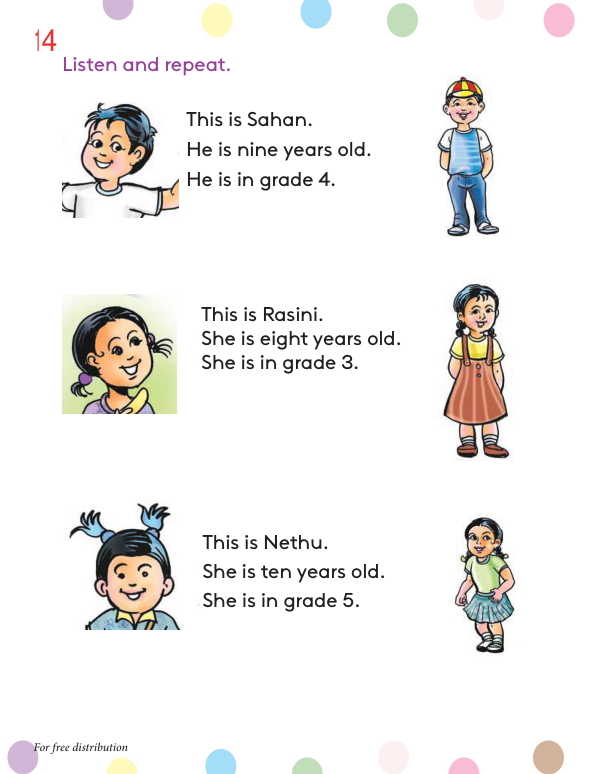 14
Listen and repeat.
This is Sahan.
He is nine years old.
He is in grade 4.
This is Rasini.
She is eight years old.
She is in grade 3.
This is Nethu.
She is ten years old.
She is in grade 5.
For free distribution